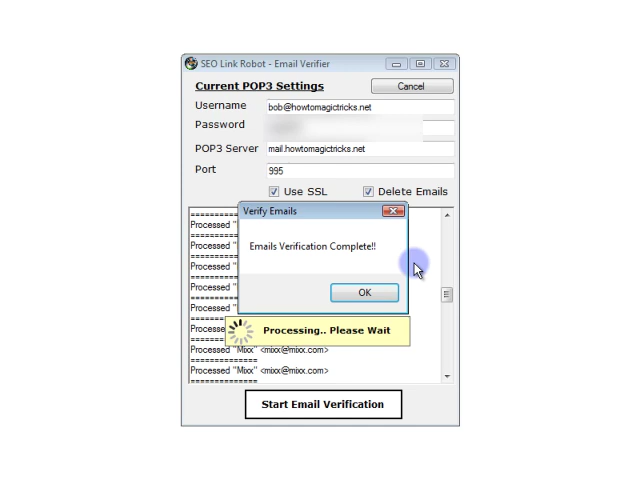 SEO Link Robot - Email Verifier
Current POP3 Settings
Cancel
Username bob@howtomagictricks.net
Password
POP3 Server mail.howtomagictricks.net
Port 995
Use SSL Delete Emails
Verify Emails
Processed "
Processed "
Emails Verification Complete!!
Processed "
Processed "
OK
Processed "
Processe
Processing.. Please Wait
Processed "Mixx" <mixx@mixx.com>
==============
Processed "Mixx" <mixx@mixx.com>
==============
Start Email Verification